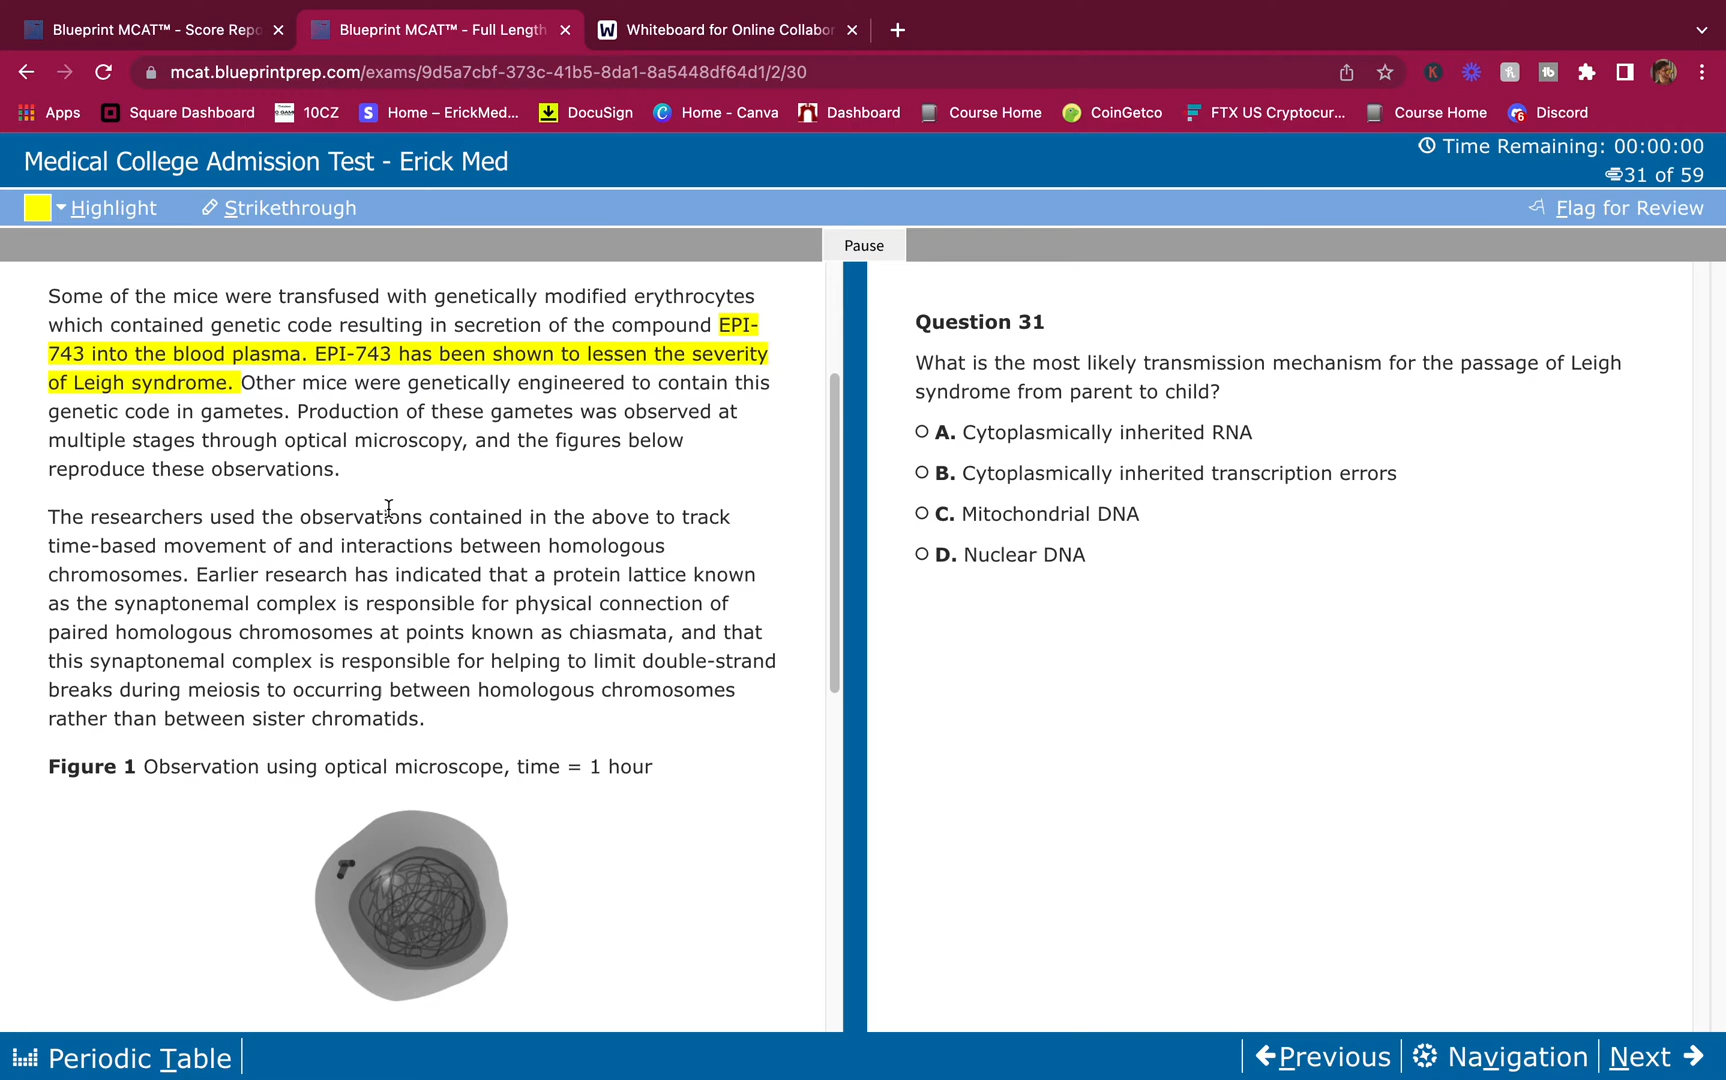 Blueprint MCAT™ - Score Repo
Blueprint MCAT™ - Full Length
Whiteboard for Online Collabor
mcat.blueprintprep.com/exams/9d5a7cbf-373c-41b5-8da1-8a5448df64d1/2/30
Apps Square Dashboard 10CZ Home – ErickMed... DocuSign Home - Canva Dashboard Course Home CoinGetco FTX US Cryptocur... Course Home Discord
Medical College Admission Test - Erick Med
Time Remaining: 00:00:00
31 of 59
Highlight Strikethrough Flag for Review
Pause
Some of the mice were transfused with genetically modified erythrocytes
which contained genetic code resulting in secretion of the compound EPI-
743 into the blood plasma. EPI-743 has been shown to lessen the severity
of Leigh syndrome. Other mice were genetically engineered to contain this
genetic code in gametes. Production of these gametes was observed at
multiple stages through optical microscopy, and the figures below
reproduce these observations.
The researchers used the observations contained in the above to track
time-based movement of and interactions between homologous
chromosomes. Earlier research has indicated that a protein lattice known
as the synaptonemal complex is responsible for physical connection of
paired homologous chromosomes at points known as chiasmata, and that
this synaptonemal complex is responsible for helping to limit double-strand
breaks during meiosis to occurring between homologous chromosomes
rather than between sister chromatids.
Figure 1 Observation using optical microscope, time = 1 hour
Question 31
What is the most likely transmission mechanism for the passage of Leigh
syndrome from parent to child?
A. Cytoplasmically inherited RNA
B. Cytoplasmically inherited transcription errors
C. Mitochondrial DNA
D. Nuclear DNA
Periodic Table
Previous Navigation Next